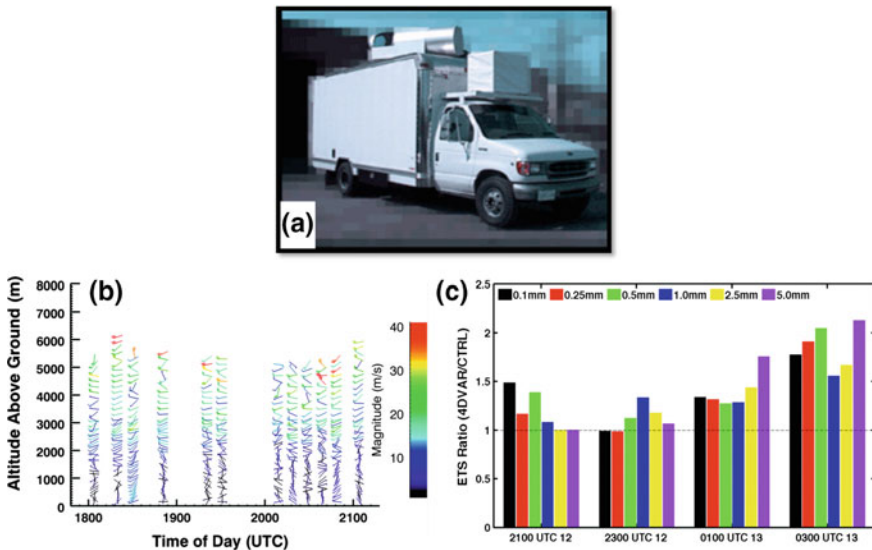 (a)
(b)
8000
7000
6000
5000
4000
3000
2000
1000
0
Altitude Above Ground (m)
1800
1900
2000
2100
Time of Day (UTC)
40
30
20
10
Magnitude (m/s)
(c)
2.5
2
1.5
1
0.5
0
ETS Ratio (4DVAR/CTRL)
0.1mm 0.25mm 0.5mm 1.0mm 2.5mm 5.0mm
2100 UTC 12
2300 UTC 12
0100 UTC 13
0300 UTC 13